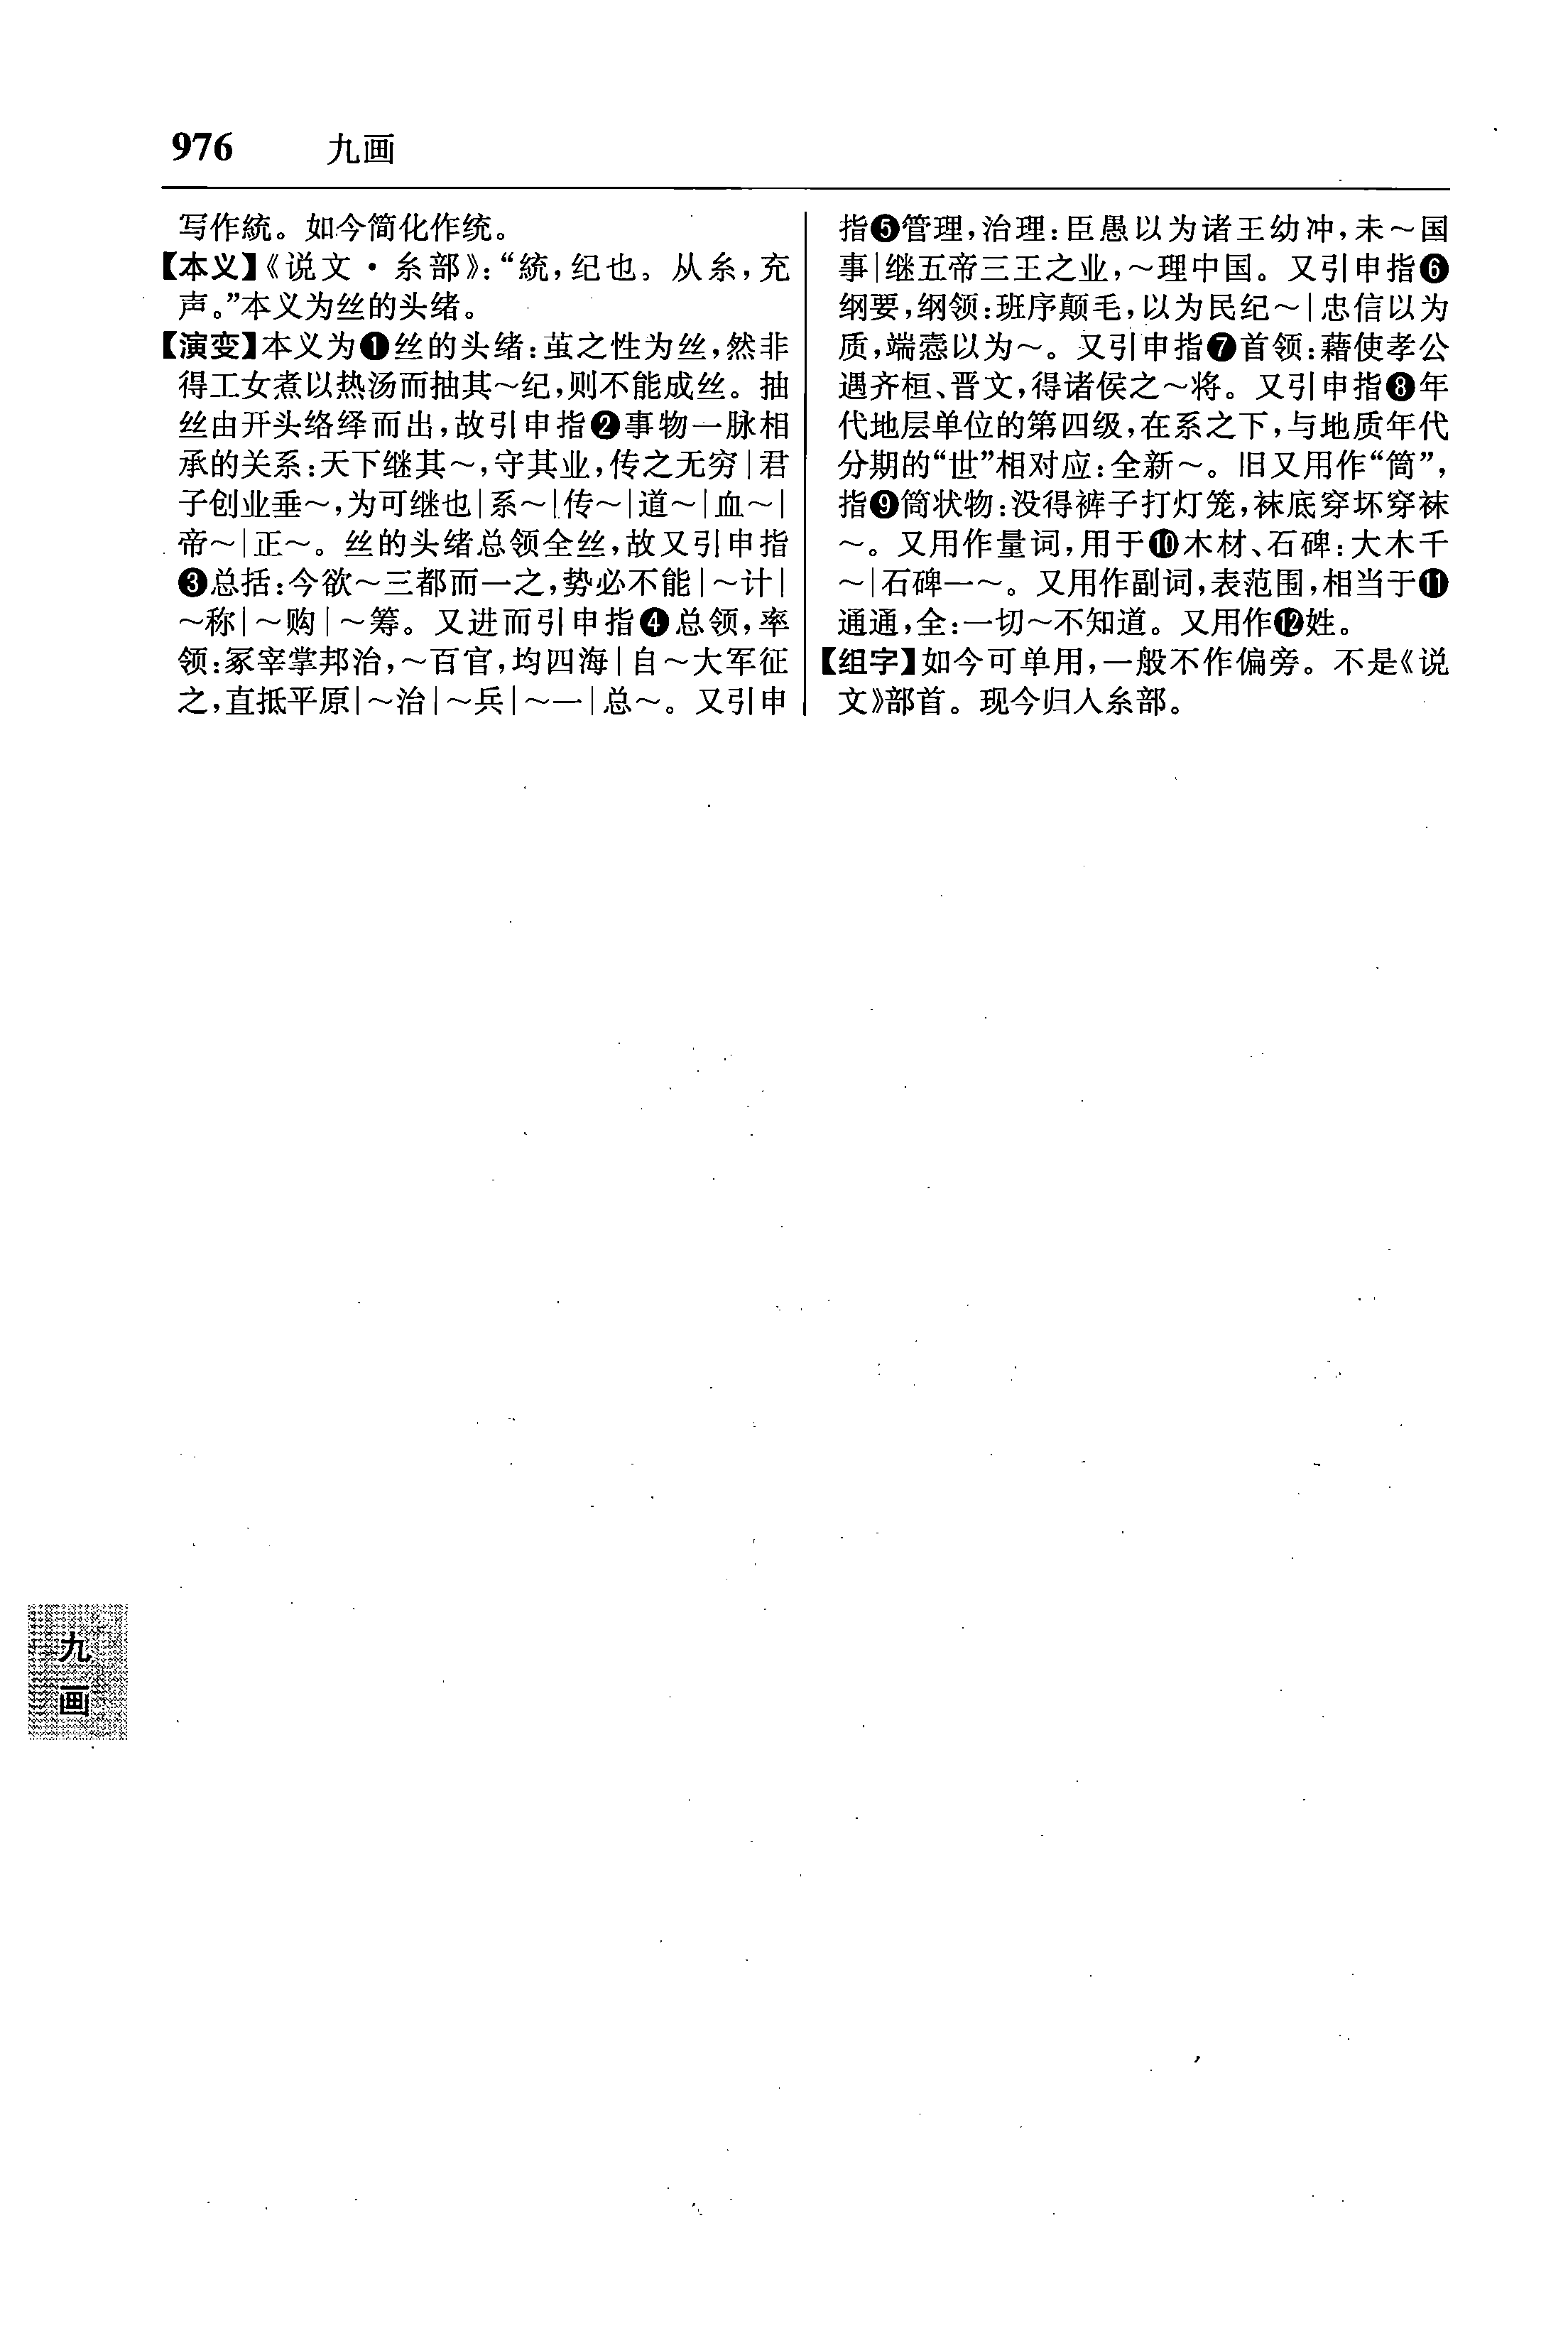 976 九画
写作統。如今简化作统。
【本义】《说文·糸部》：“統，纪也。从糸，充
声。”本义为丝的头绪。
【演变】本义为❶丝的头绪：茧之性为丝，然非
得工女煮以热汤而抽其～纪，则不能成丝。抽
丝由开头络绎而出，故引申指❷事物一脉相
承的关系：天下继其～，守其业，传之无穷|君
子创业垂～，为可继也|系～|传～|道～|血～|
帝～|正～。丝的头绪总领全丝，故又引申指
❸总括：今欲～三都而一之，势必不能|～计|
～称|～购|～筹。又进而引申指❹总领，率
领：冢宰掌邦治，～百官，均四海|自～大军征
之，直抵平原|～治|～兵|～一|总～。又引申
指❺管理，治理：臣愚以为诸王幼冲，未～国
事|继五帝三王之业，～理中国。又引申指❻
纲要，纲领：班序颠毛，以为民纪～|忠信以为
质，端悫以为～。又引申指❼首领：藉使孝公
遇齐桓、晋文，得诸侯之～将。又引申指❽年
代地层单位的第四级，在系之下，与地质年代
分期的“世”相对应：全新～。旧又用作“筒”，
指❾筒状物：没得裤子打灯笼，袜底穿坏穿袜
～。又用作量词，用于❿木材、石碑：大木千
～|石碑一～。又用作副词，表范围，相当于⓫
通通，全：一切～不知道。又用作⓬姓。
【组字】如今可单用，一般不作偏旁。不是《说
文》部首。现今归入糸部。
九
画